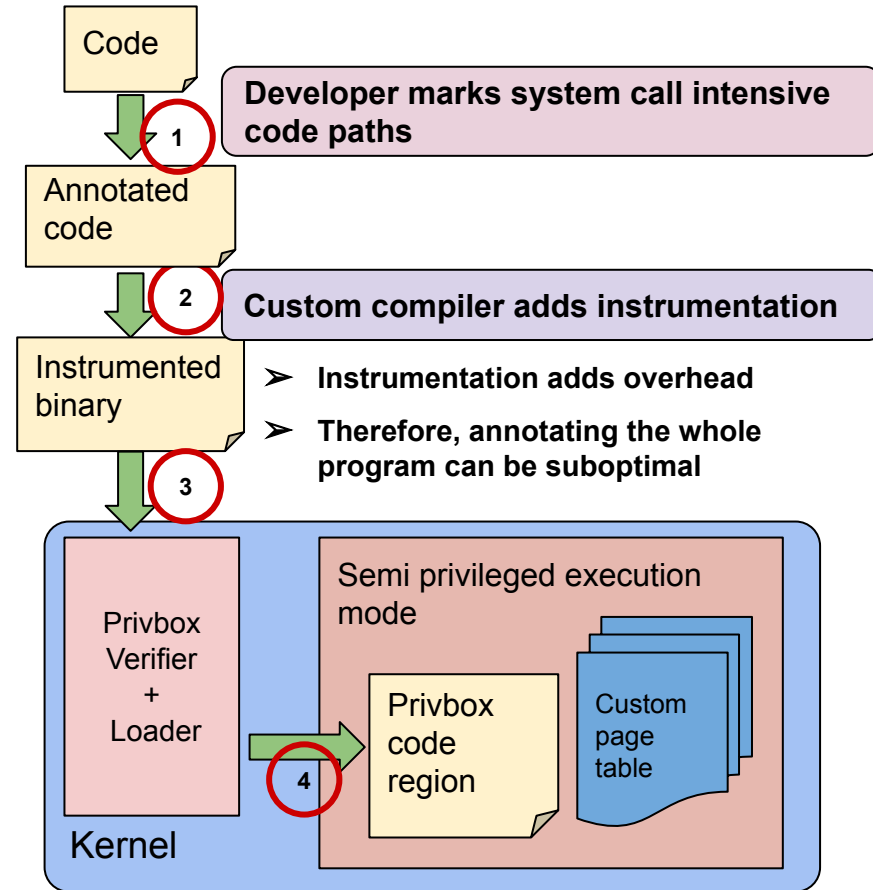 Code
1
Developer marks system call intensive
code paths
Annotated
code
2
Custom compiler adds instrumentation
Instrumented
binary
➢ Instrumentation adds overhead
➢ Therefore, annotating the whole
program can be suboptimal
3
Privbox
Verifier
+
Loader
Semi privileged execution
mode
4
Privbox
code
region
Custom
page
table
Kernel